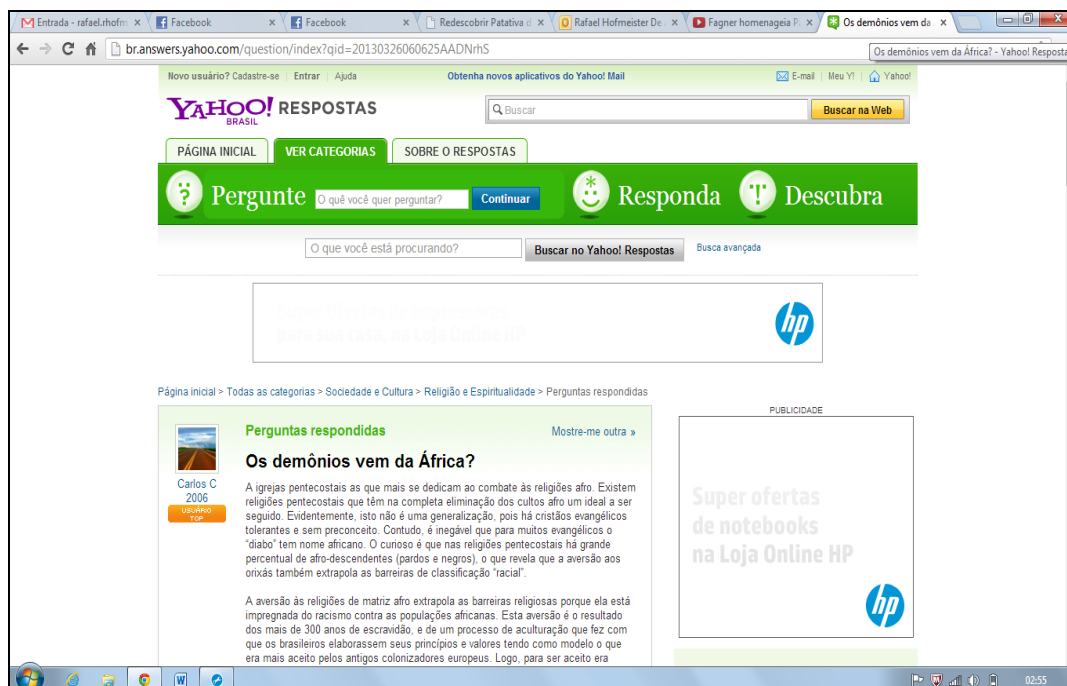 Entrada - rafael.rhofm
Facebook
Facebook
Redescobrir Patativa d
Rafael Hofmeister De
Fagner homenageia P
Os demônios vem da
br.answers.yahoo.com/question/index?qid=20130326060625AADNrhS
Os demônios vem da África? - Yahoo! Resposta
Novo usuário? Cadastre-se | Entrar | Ajuda
Obtenha novos aplicativos do Yahoo! Mail
E-mail | Meu Y! | Yahoo!
YAHOO! RESPOSTAS
BRASIL
Buscar
Buscar na Web
PÁGINA INICIAL
VER CATEGORIAS
SOBRE O RESPOSTAS
Pergunte
O quê você quer perguntar?
Continuar
Responda
Descubra
O que você está procurando?
Buscar no Yahoo! Respostas
Busca avançada
Super Ofertas de Impressoras
para sua casa, na Loja Online HP
hp
Página inicial > Todas as categorias > Sociedade e Cultura > Religião e Espiritualidade > Perguntas respondidas
Carlos C
2006
USUÁRIO
TOP
Perguntas respondidas
Mostre-me outra »
Os demônios vem da África?
A igrejas pentecostais as que mais se dedicam ao combate às religiões afro. Existem
religiões pentecostais que têm na completa eliminação dos cultos afro um ideal a ser
seguido. Evidentemente, isto não é uma generalização, pois há cristãos evangélicos
tolerantes e sem preconceito. Contudo, é inegável que para muitos evangélicos o
"diabo" tem nome africano. O curioso é que nas religiões pentecostais há grande
percentual de afro-descendentes (pardos e negros), o que revela que a aversão aos
orixás também extrapola as barreiras de classificação "racial".
A aversão às religiões de matriz afro extrapola as barreiras religiosas porque ela está
impregnada do racismo contra as populações africanas. Esta aversão é o resultado
dos mais de 300 anos de escravidão, e de um processo de aculturação que fez com
que os brasileiros elaborassem seus princípios e valores tendo como modelo o que
era mais aceito pelos antigos colonizadores europeus. Logo, para ser aceito era
PUBLICIDADE
Super ofertas
de notebooks
na Loja Online HP
hp
02:55